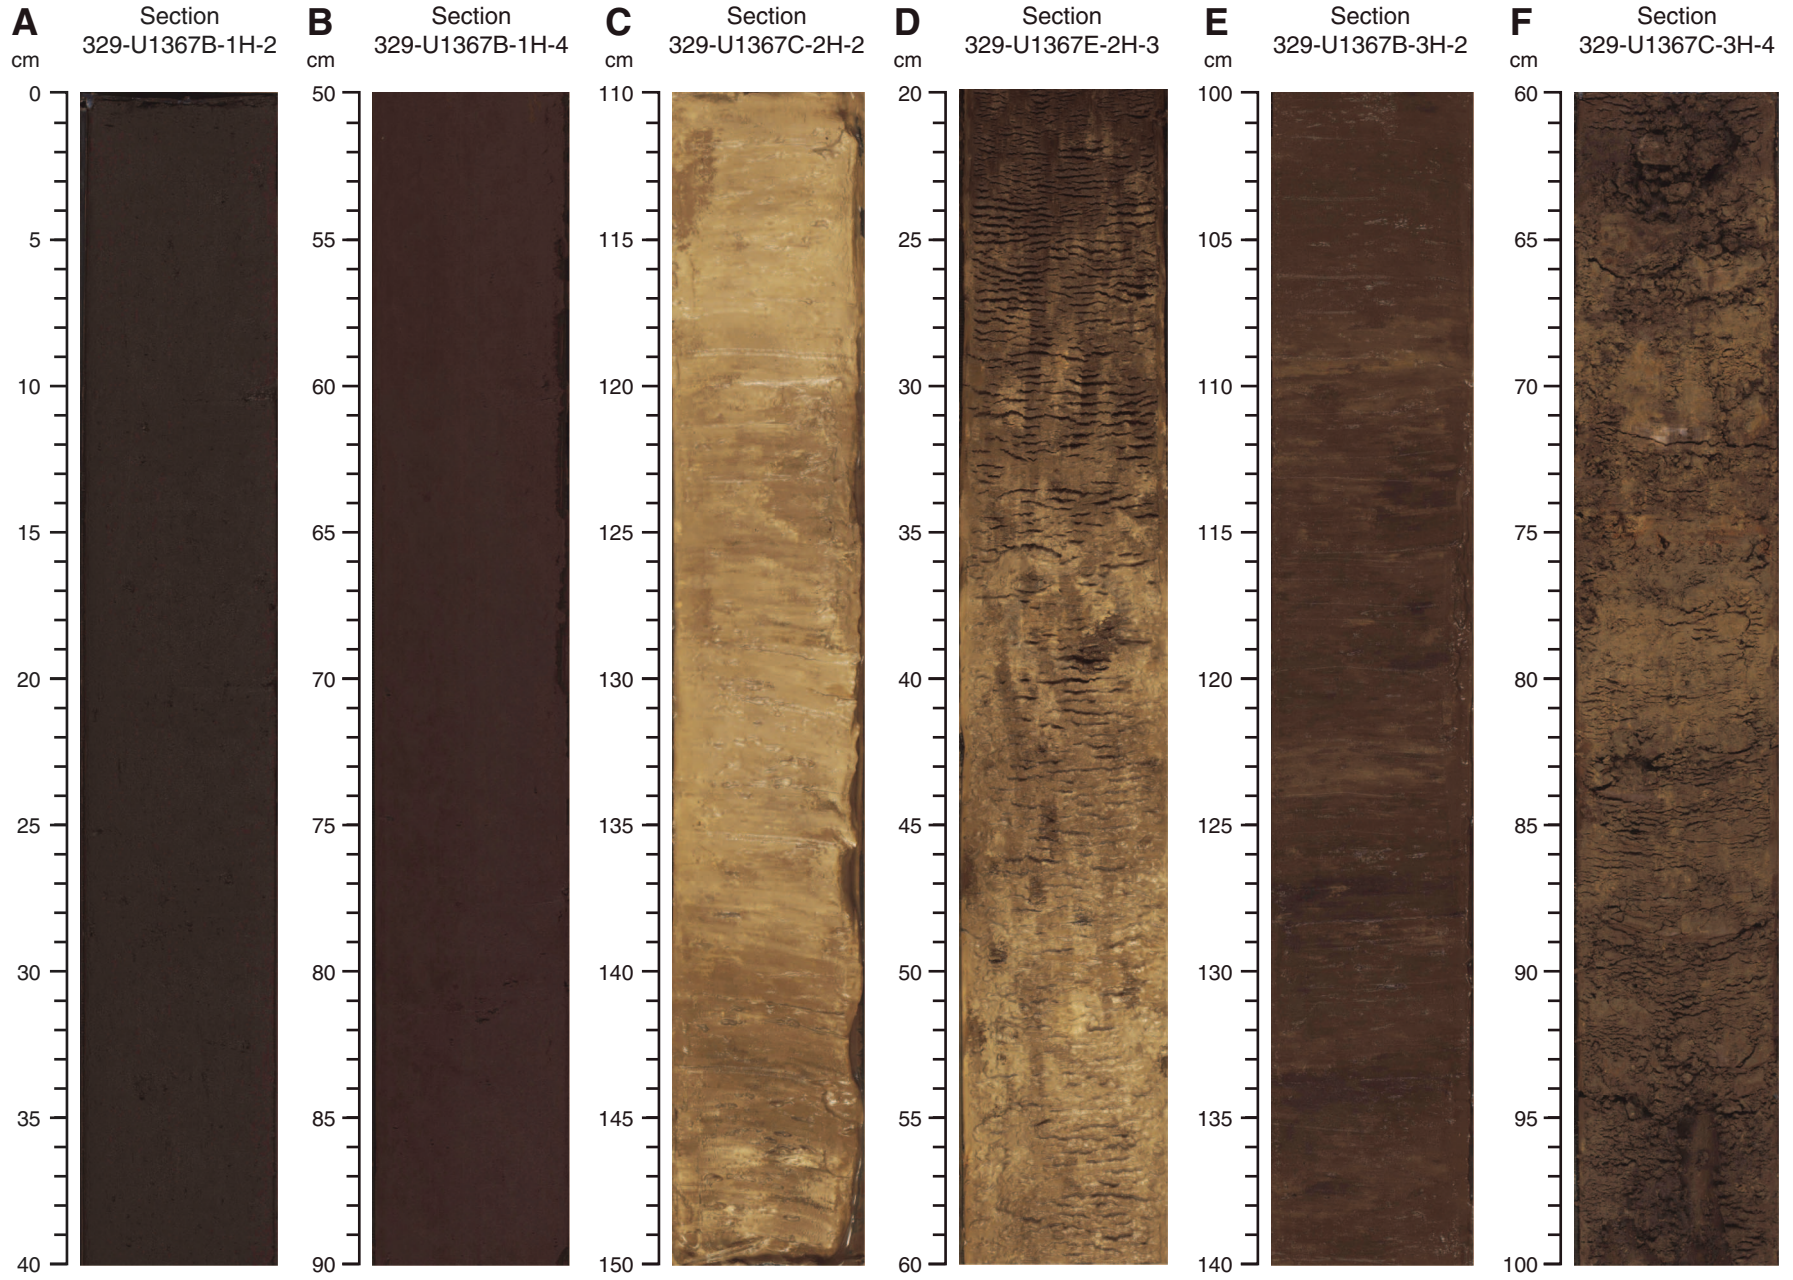 A
Section
329-U1367B-1H-2
cm
0
5
10
15
20
25
30
35
40
B
Section
329-U1367B-1H-4
cm
50
55
60
65
70
75
80
85
90
C
Section
329-U1367C-2H-2
cm
110
115
120
125
130
135
140
145
150
D
Section
329-U1367E-2H-3
cm
20
25
30
35
40
45
50
55
60
E
Section
329-U1367B-3H-2
cm
100
105
110
115
120
125
130
135
140
F
Section
329-U1367C-3H-4
cm
60
65
70
75
80
85
90
95
100